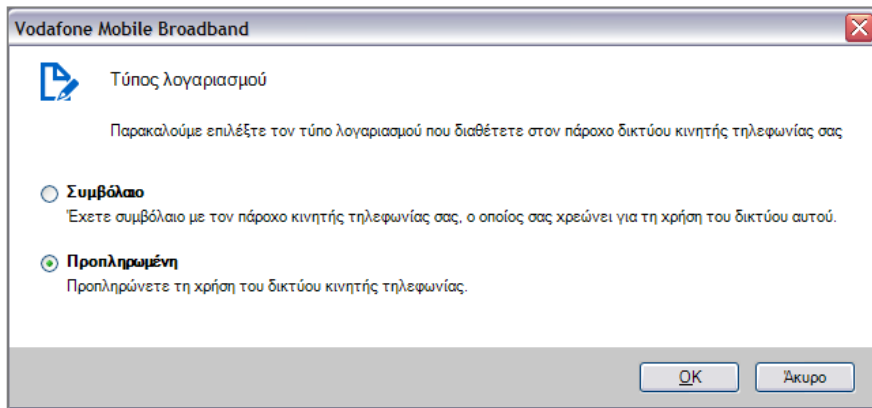 Vodafone Mobile Broadband
Τύπος λογαριασμού
Παρακαλούμε επιλέξτε τον τύπο λογαριασμού που διαθέτετε στον πάροχο δικτύου κινητής τηλεφωνίας σας
Συμβόλαιο
Έχετε συμβόλαιο με τον πάροχο κινητής τηλεφωνίας σας, ο οποίος σας χρεώνει για τη χρήση του δικτύου αυτού.
Προπληρωμένη
Προπληρώνετε τη χρήση του δικτύου κινητής τηλεφωνίας.
OK Άκυρο